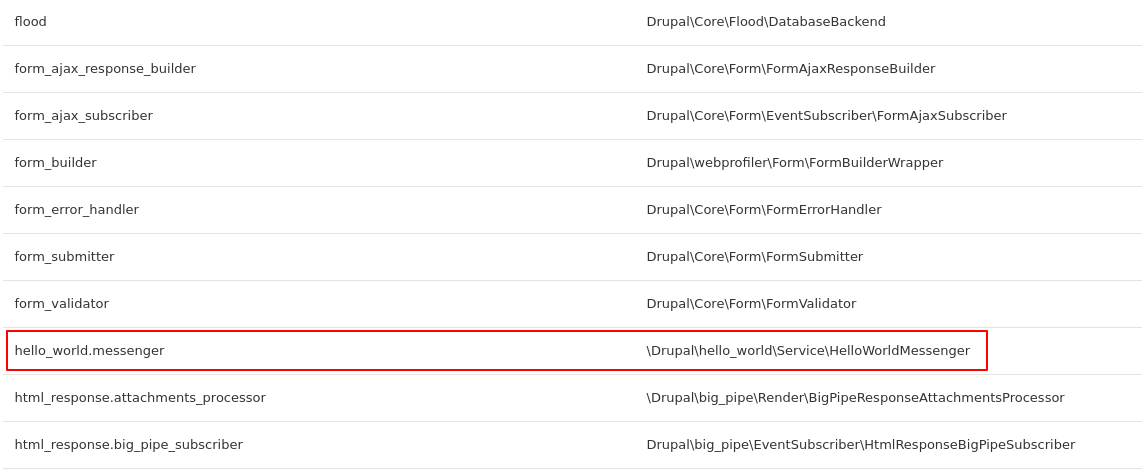 flood Drupal\Core\Flood\DatabaseBackend
form_ajax_response_builder Drupal\Core\Form\FormAjaxResponseBuilder
form_ajax_subscriber Drupal\Core\Form\EventSubscriber\FormAjaxSubscriber
form_builder Drupal\webprofiler\Form\FormBuilderWrapper
form_error_handler Drupal\Core\Form\FormErrorHandler
form_submitter Drupal\Core\Form\FormSubmitter
form_validator Drupal\Core\Form\FormValidator
hello_world.messenger \Drupal\hello_world\Service\HelloWorldMessenger
html_response.attachments_processor \Drupal\big_pipe\Render\BigPipeResponseAttachmentsProcessor
html_response.big_pipe_subscriber Drupal\big_pipe\EventSubscriber\HtmlResponseBigPipeSubscriber